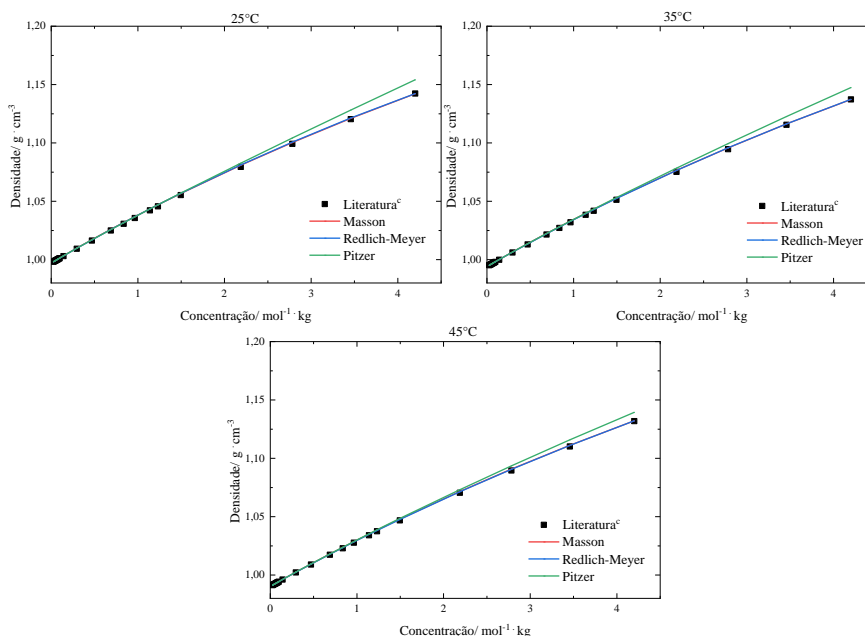 25°C
1,20
1,15
1,10
1,05
1,00
Densidade/ g·cm-3
0 1 2 3 4
Concentração/ mol-1·kg
Literaturac
Masson
Redlich-Meyer
Pitzer
35°C
1,20
1,15
1,10
1,05
1,00
Densidade/ g·cm-3
0 1 2 3 4
Concentração/ mol-1·kg
Literaturac
Masson
Redlich-Meyer
Pitzer
45°C
1,20
1,15
1,10
1,05
1,00
Densidade/ g·cm-3
0 1 2 3 4
Concentração/ mol-1·kg
Literaturac
Masson
Redlich-Meyer
Pitzer